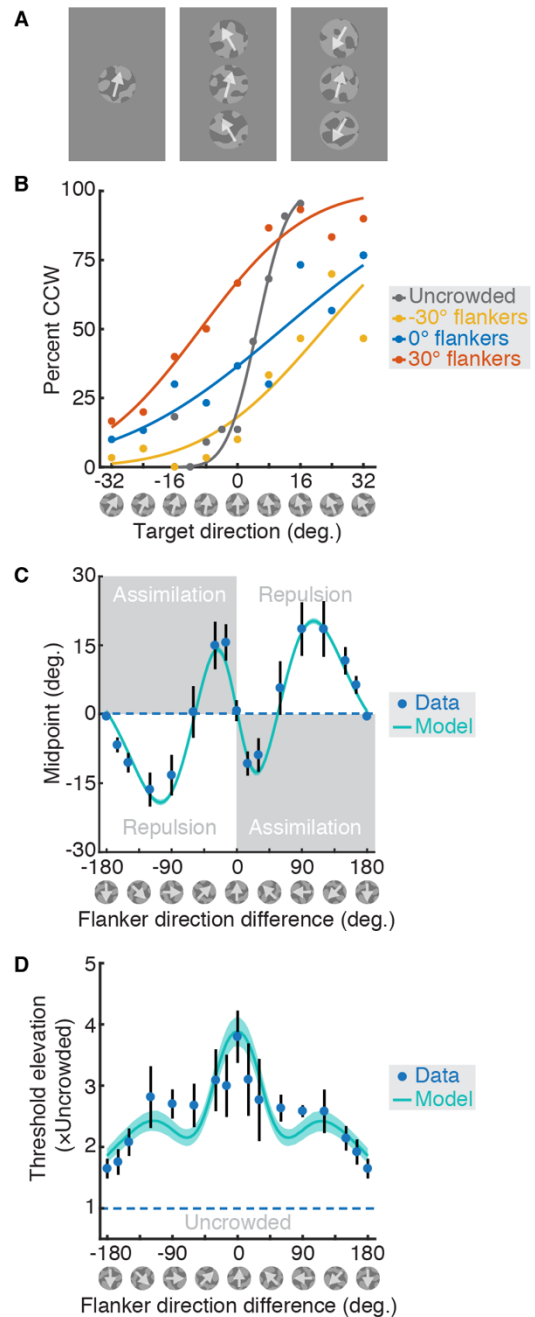 A
B
100
75
50
25
0
Percent CCW
-32
-16
0
16
32
Target direction (deg.)
Uncrowded
-30° flankers
0° flankers
30° flankers
C
30
15
0
-15
-30
Midpoint (deg.)
Assimilation
Repulsion
Repulsion
Assimilation
-180
-90
0
90
180
Flanker direction difference (deg.)
Data
Model
D
5
4
3
2
1
Threshold elevation
(×Uncrowded)
Uncrowded
-180
-90
0
90
180
Flanker direction difference (deg.)
Data
Model